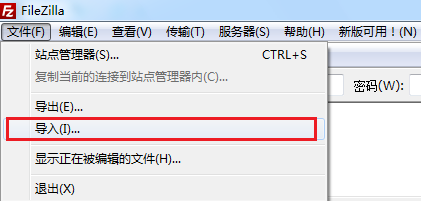 FileZilla
文件(F) 编辑(E) 查看(V) 传输(T) 服务器(S) 帮助(H) 新版可用！(N)
站点管理器(S)... CTRL+S
复制当前的连接到站点管理器内(C)...
密码(W):
导出(E)...
导入(I)...
显示正在被编辑的文件(H)...
退出(X)